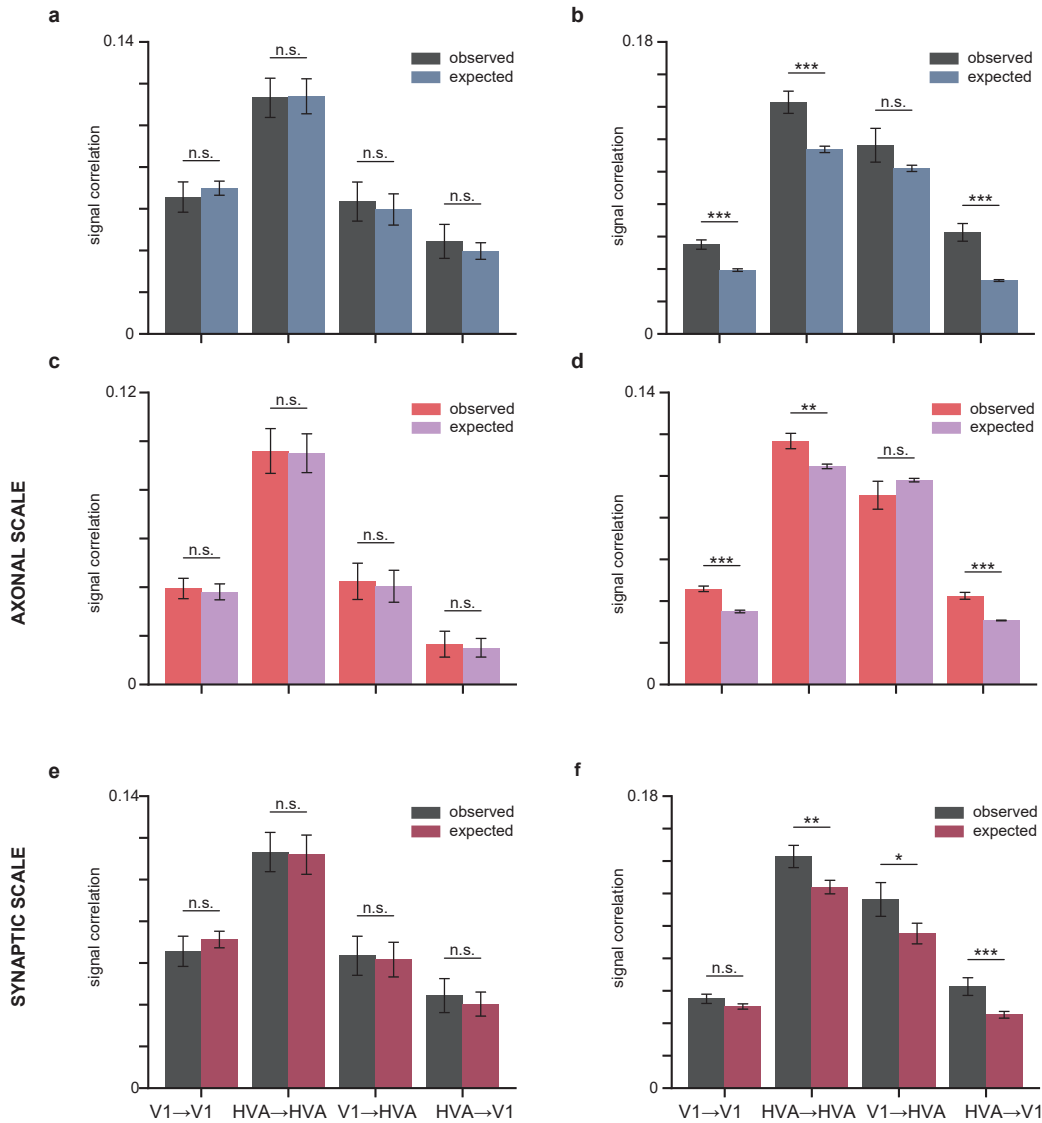 a
0.14
n.s.
observed
expected
n.s.
n.s.
n.s.
signal correlation
0
b
0.18
***
observed
expected
n.s.
***
***
signal correlation
0
AXONAL SCALE
c
0.12
n.s.
observed
expected
n.s.
n.s.
n.s.
signal correlation
0
d
0.14
**
observed
expected
n.s.
***
***
signal correlation
0
SYNAPTIC SCALE
e
0.14
n.s.
observed
expected
n.s.
n.s.
n.s.
signal correlation
0
V1→V1 HVA→HVA V1→HVA HVA→V1
f
0.18
**
observed
expected
*
***
n.s.
signal correlation
0
V1→V1 HVA→HVA V1→HVA HVA→V1